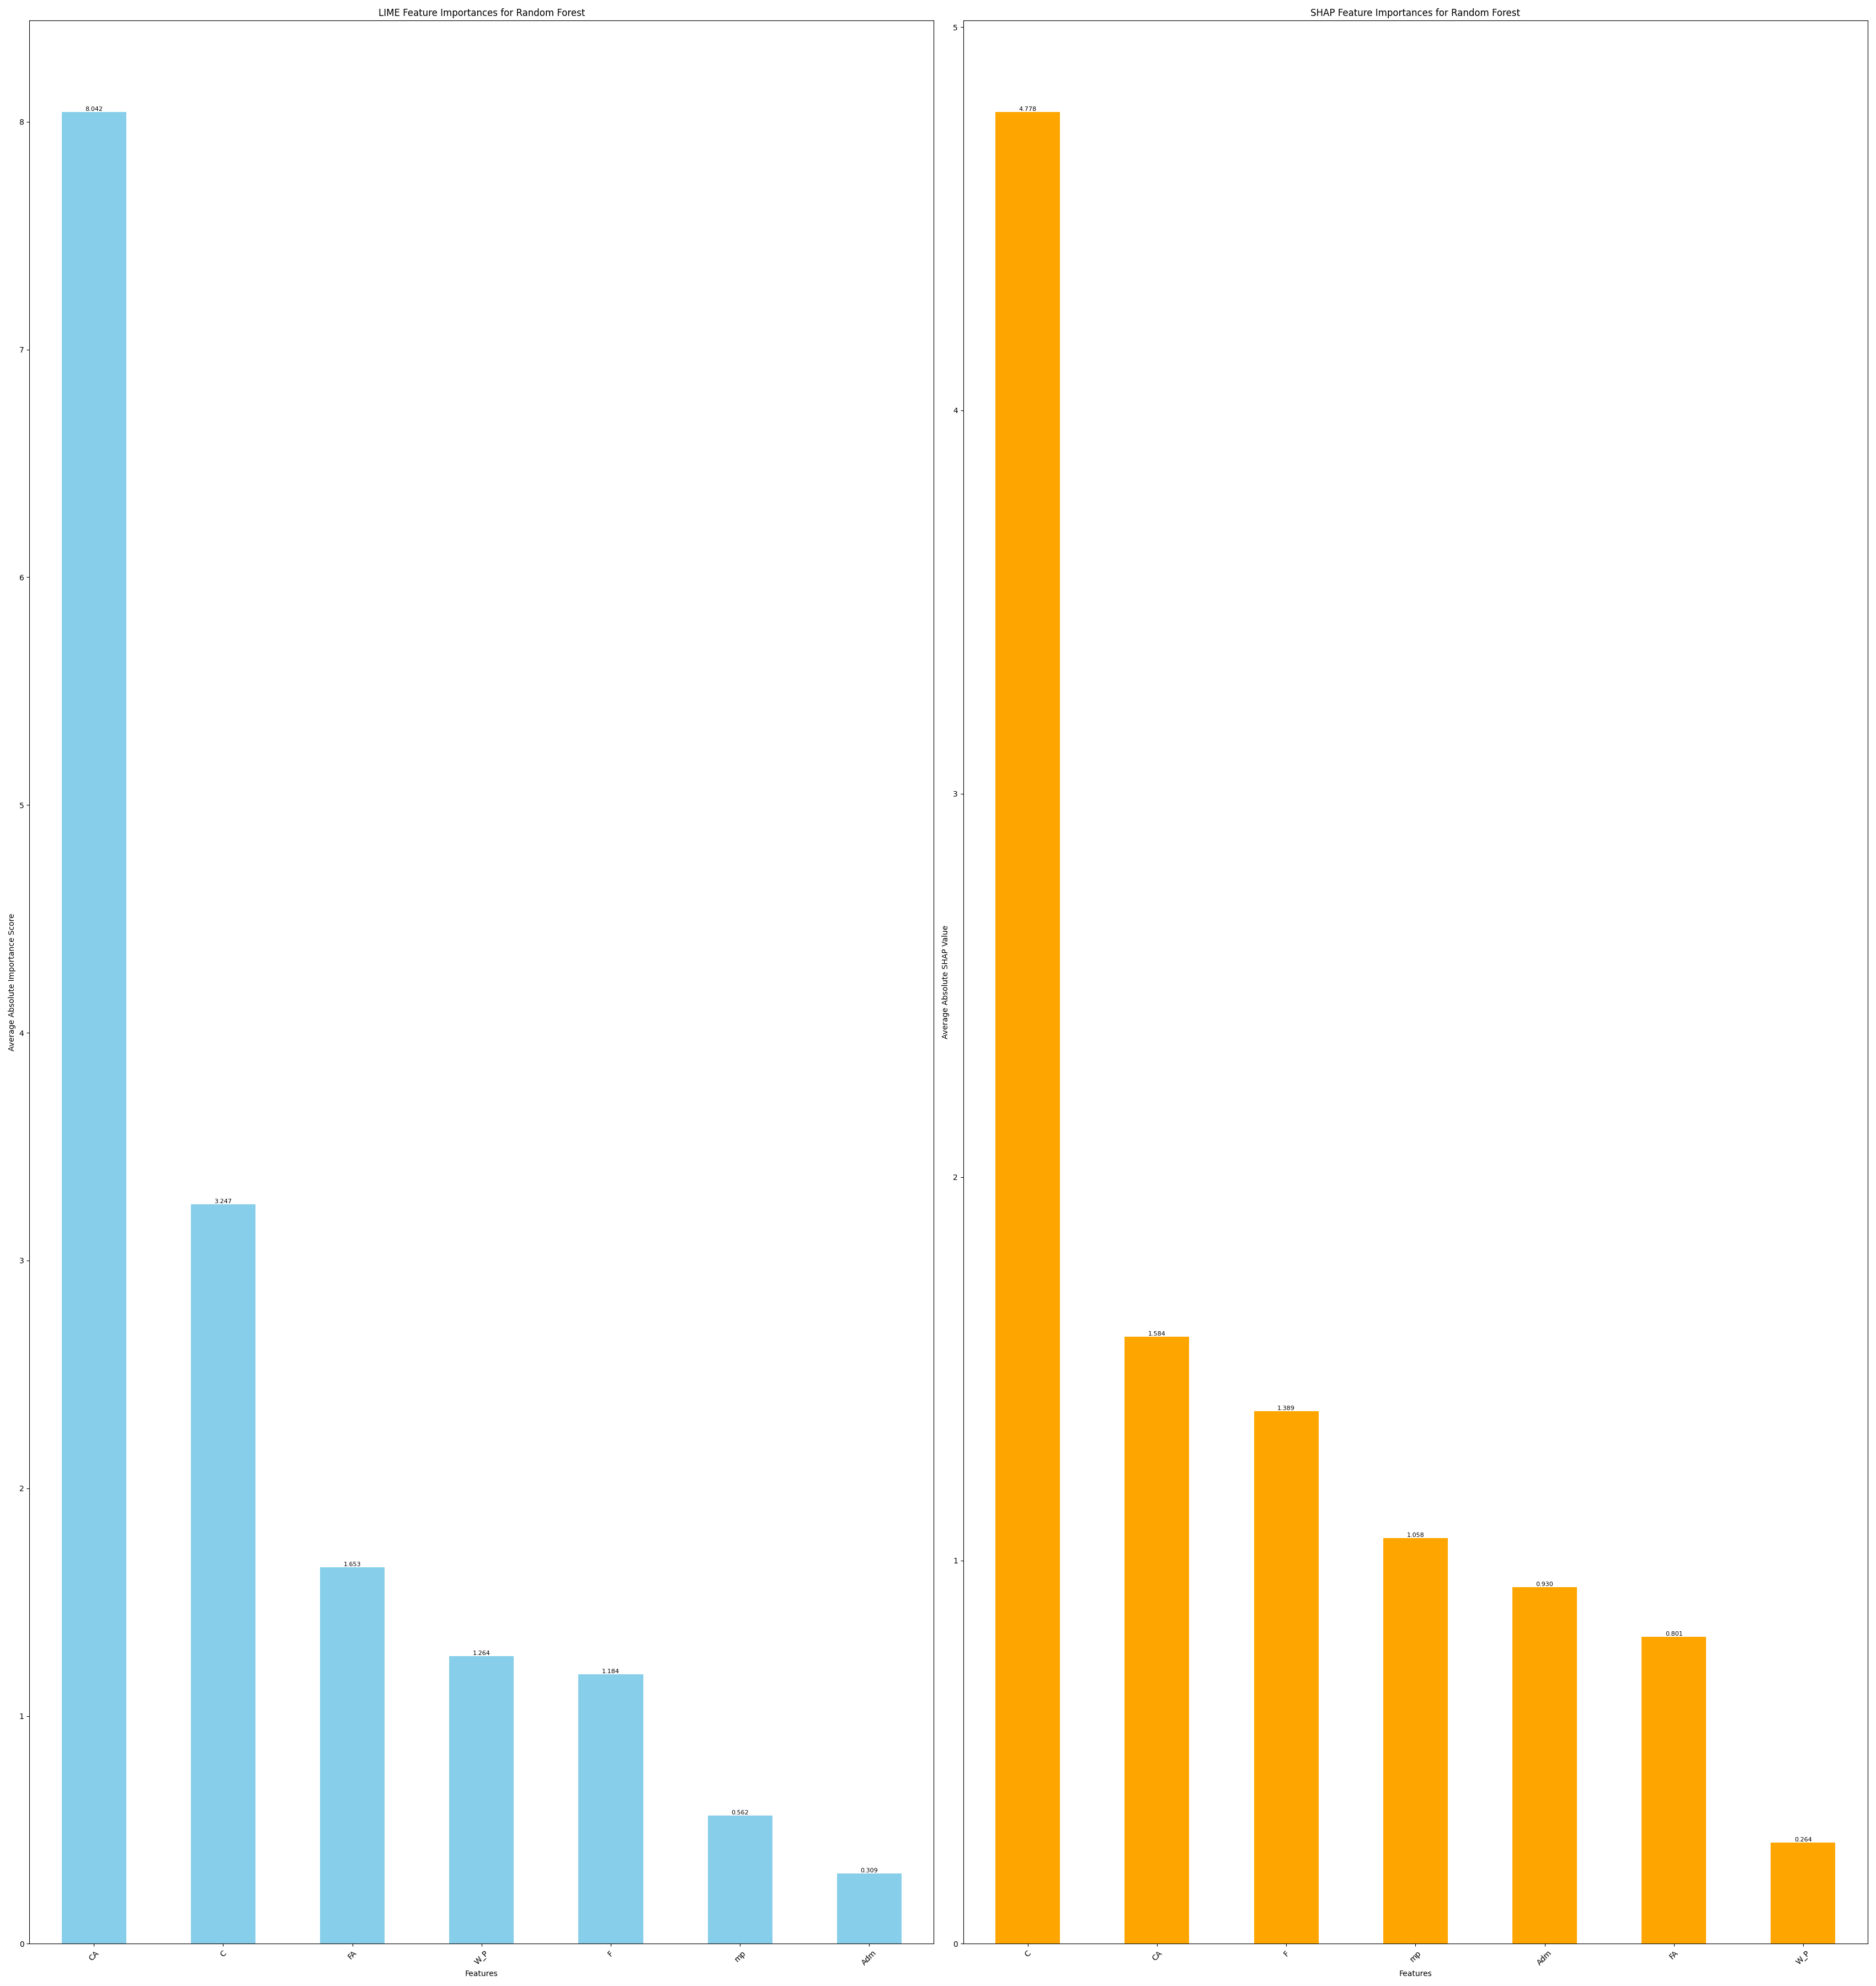 LIME Feature Importances for Random Forest
Average Absolute Importance Score
8
7
6
5
4
3
2
1
0
8.042
3.247
1.653
1.264
1.184
0.562
0.309
CA
C
FA
W_P
F
mp
Adm
Features
SHAP Feature Importances for Random Forest
Average Absolute SHAP Value
5
4
3
2
1
0
4.778
1.584
1.389
1.058
0.930
0.801
0.264
C
CA
F
mp
Adm
FA
W_P
Features